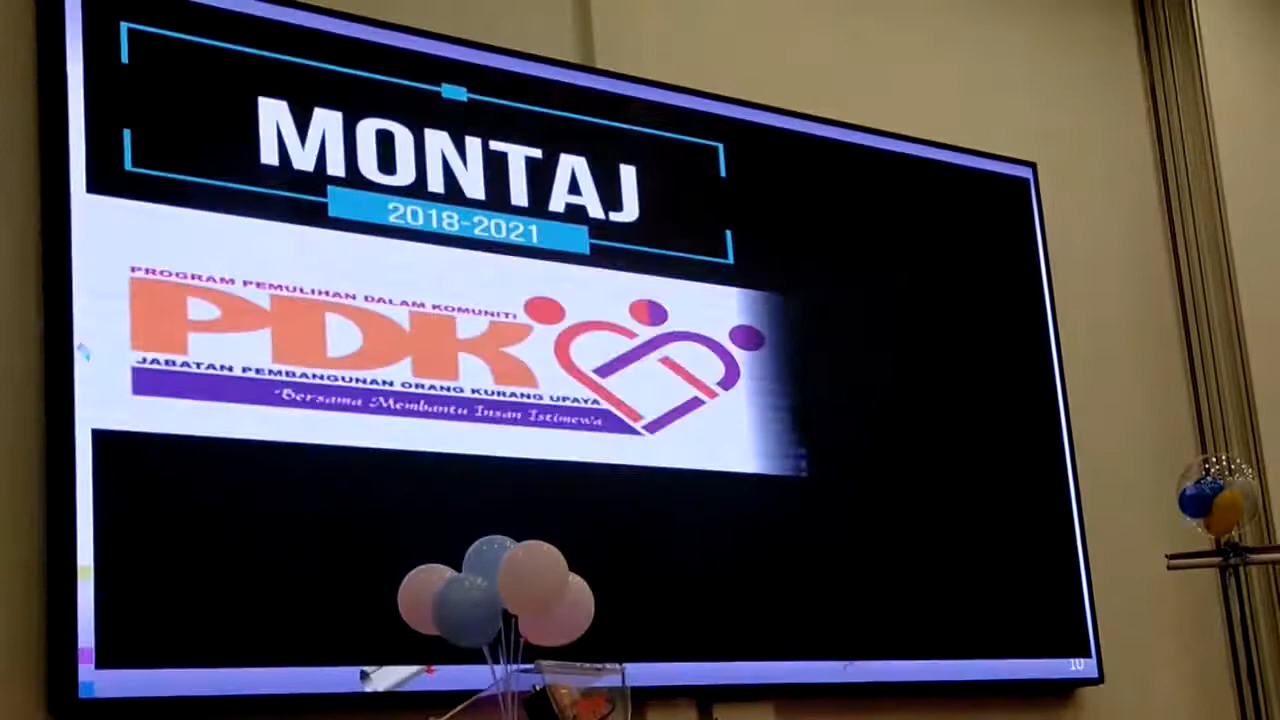 MONTAJ
2018-2021
PROGRAM PEMULIHAN DALAM KOMUNITI
PDK
JABATAN PEMBANGUNAN ORANG KURANG UPAYA
Bersama Membantu Insan Istimewa
10